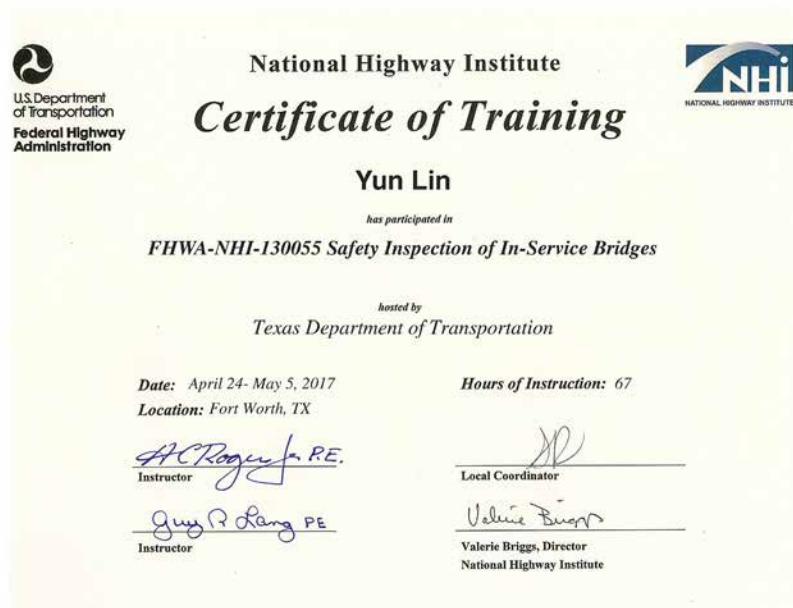 U.S. Department
of Transportation
Federal Highway
Administration
National Highway Institute
Certificate of Training
NHi
NATIONAL HIGHWAY INSTITUTE
Yun Lin
has participated in
FHWA-NHI-130055 Safety Inspection of In-Service Bridges
hosted by
Texas Department of Transportation
Date: April 24- May 5, 2017
Location: Fort Worth, TX
Hours of Instruction: 67
P.E.
Instructor
Local Coordinator
Guy R Lang PE
Instructor
Valerie Briggs
Valerie Briggs, Director
National Highway Institute